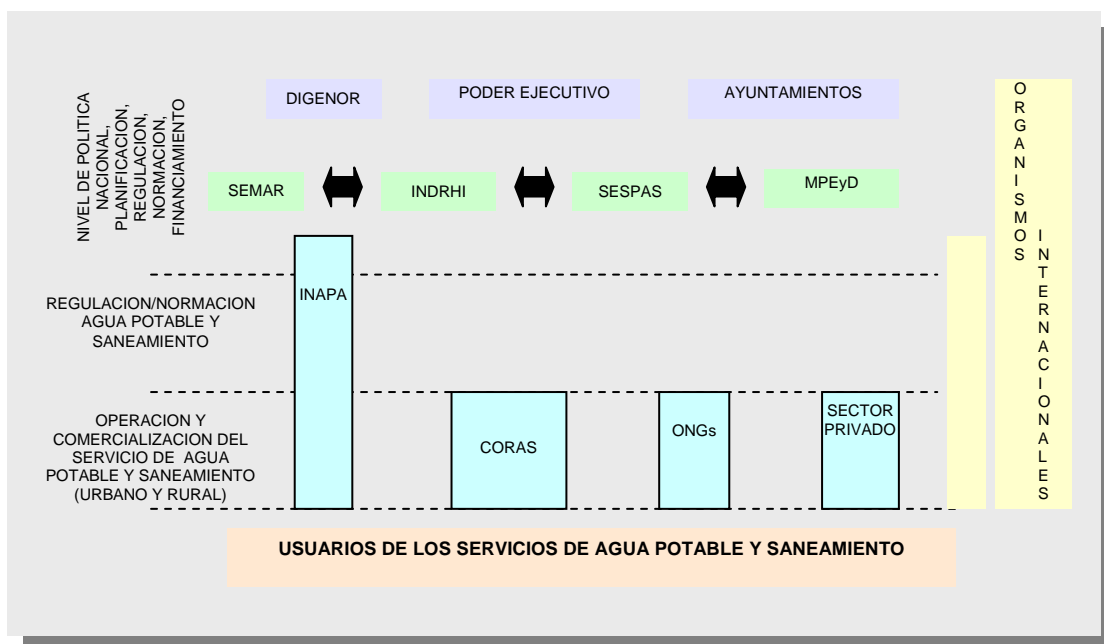 NIVEL DE POLITICA
NACIONAL,
PLANIFICACION,
REGULACION,
NORMACION,
FINANCIAMIENTO
DIGENOR
PODER EJECUTIVO
AYUNTAMIENTOS
SEMAR
INDRHI
SESPAS
MPEyD
ORGANISMOS
INTERNACIONALES
REGULACION/NORMACION
AGUA POTABLE Y
SANEAMIENTO
INAPA
OPERACION Y
COMERCIALIZACION DEL
SERVICIO DE AGUA
POTABLE Y SANEAMIENTO
(URBANO Y RURAL)
CORAS
ONGs
SECTOR
PRIVADO
USUARIOS DE LOS SERVICIOS DE AGUA POTABLE Y SANEAMIENTO